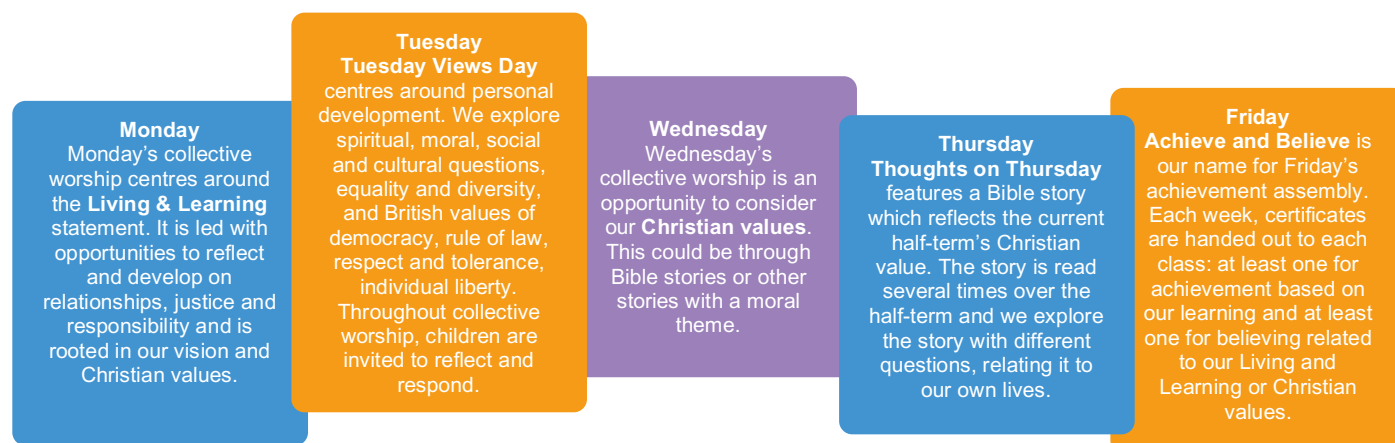 Monday
Monday’s collective
worship centres around
the Living & Learning
statement. It is led with
opportunities to reflect
and develop on
relationships, justice and
responsibility and is
rooted in our vision and
Christian values.
Tuesday
Tuesday Views Day
centres around personal
development. We explore
spiritual, moral, social
and cultural questions,
equality and diversity,
and British values of
democracy, rule of law,
respect and tolerance,
individual liberty.
Throughout collective
worship, children are
invited to reflect and
respond.
Wednesday
Wednesday’s
collective worship is an
opportunity to consider
our Christian values.
This could be through
Bible stories or other
stories with a moral
theme.
Thursday
Thoughts on Thursday
features a Bible story
which reflects the current
half-term’s Christian
value. The story is read
several times over the
half-term and we explore
the story with different
questions, relating it to
our own lives.
Friday
Achieve and Believe is
our name for Friday’s
achievement assembly.
Each week, certificates
are handed out to each
class: at least one for
achievement based on
our learning and at least
one for believing related
to our Living and
Learning or Christian
values.